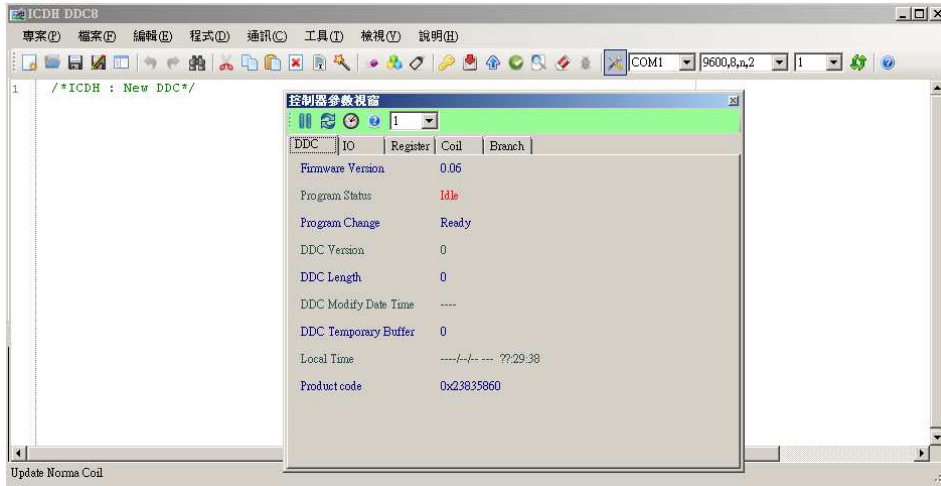 ICDH DDC8
專案(P) 檔案(F) 編輯(E) 程式(D) 通訊(C) 工具(T) 檢視(V) 說明(H)
COM1 9600,8,n,2 1
1 /*ICDH : New DDC*/
控制器參數視窗
1
DDC IO Register Coil Branch
Firmware Version 0.06
Program Status Idle
Program Change Ready
DDC Version 0
DDC Length 0
DDC Modify Date Time ----
DDC Temporary Buffer 0
Local Time ----/--/-- --- ??:29:38
Product code 0x23835860
Update Norma Coil